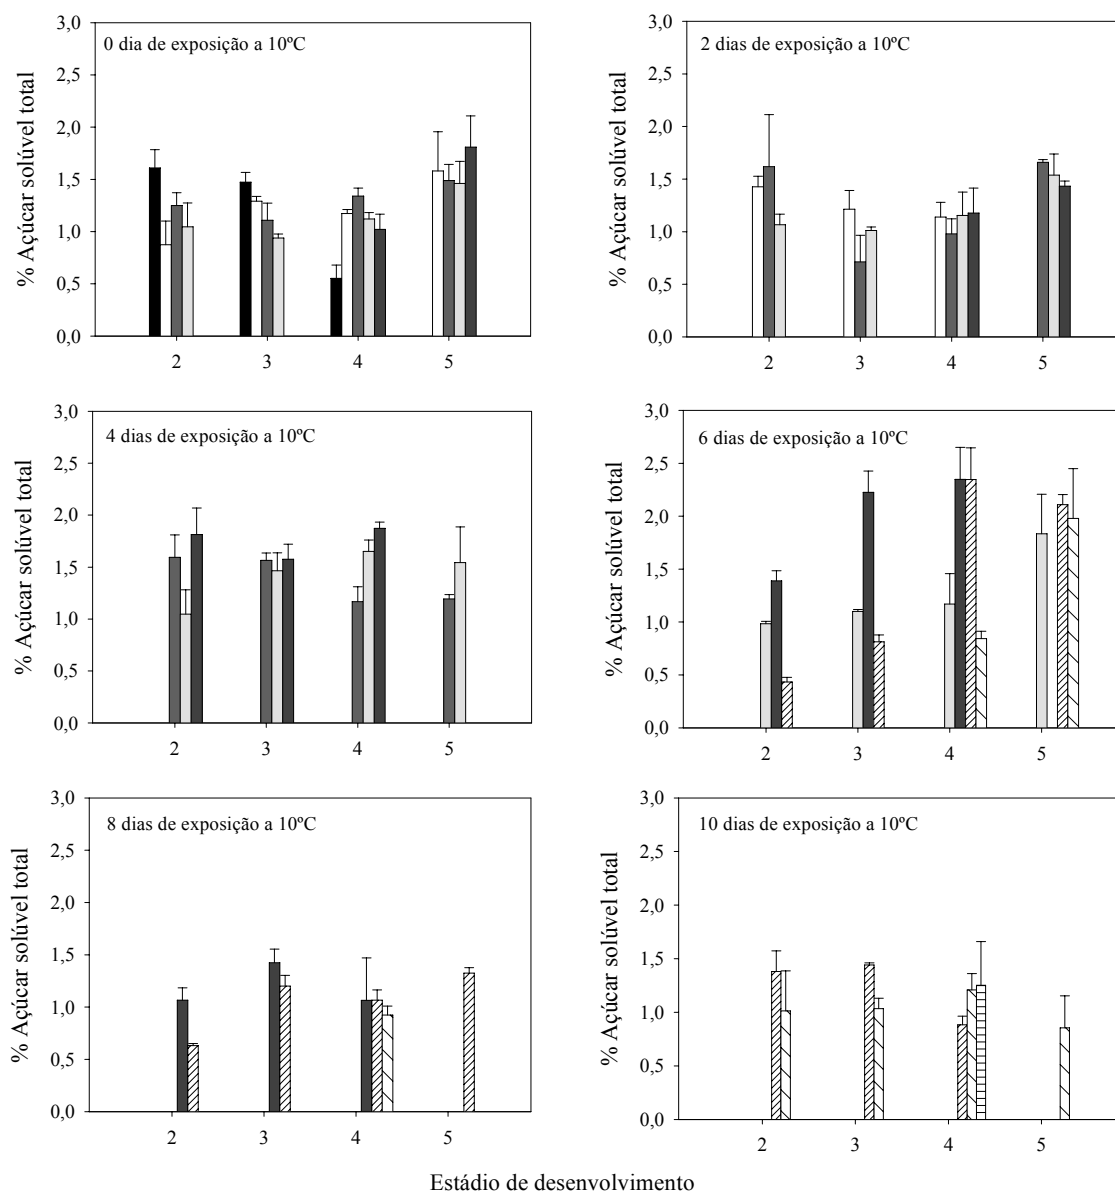 0 dia de exposição a 10ºC
% Açúcar solúvel total
3,0
2,5
2,0
1,5
1,0
0,5
0,0
2 3 4 5
2 dias de exposição a 10ºC
% Açúcar solúvel total
3,0
2,5
2,0
1,5
1,0
0,5
0,0
2 3 4 5
4 dias de exposição a 10ºC
% Açúcar solúvel total
3,0
2,5
2,0
1,5
1,0
0,5
0,0
2 3 4 5
6 dias de exposição a 10ºC
% Açúcar solúvel total
3,0
2,5
2,0
1,5
1,0
0,5
0,0
2 3 4 5
8 dias de exposição a 10ºC
% Açúcar solúvel total
3,0
2,5
2,0
1,5
1,0
0,5
0,0
2 3 4 5
10 dias de exposição a 10ºC
% Açúcar solúvel total
3,0
2,5
2,0
1,5
1,0
0,5
0,0
2 3 4 5
Estádio de desenvolvimento